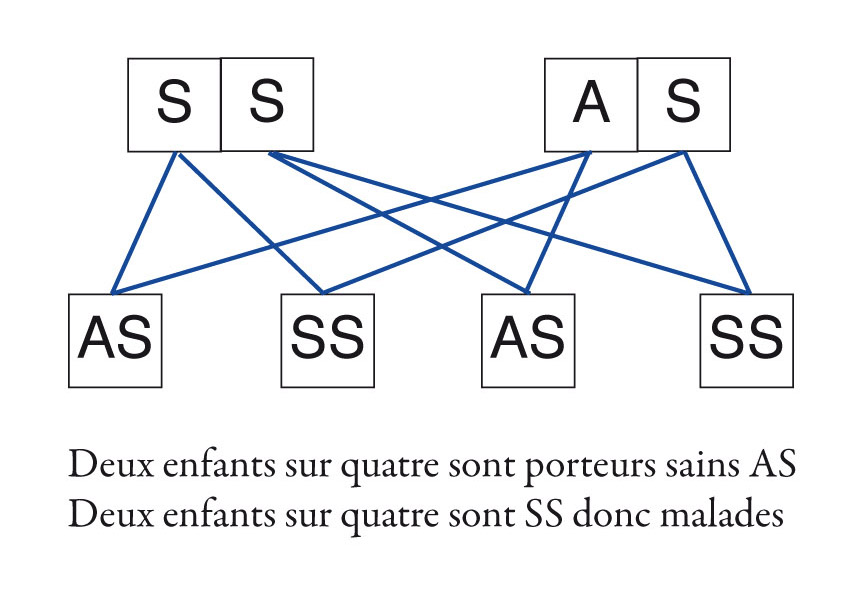 S S A S
AS SS AS SS
Deux enfants sur quatre sont porteurs sains AS
Deux enfants sur quatre sont SS donc malades